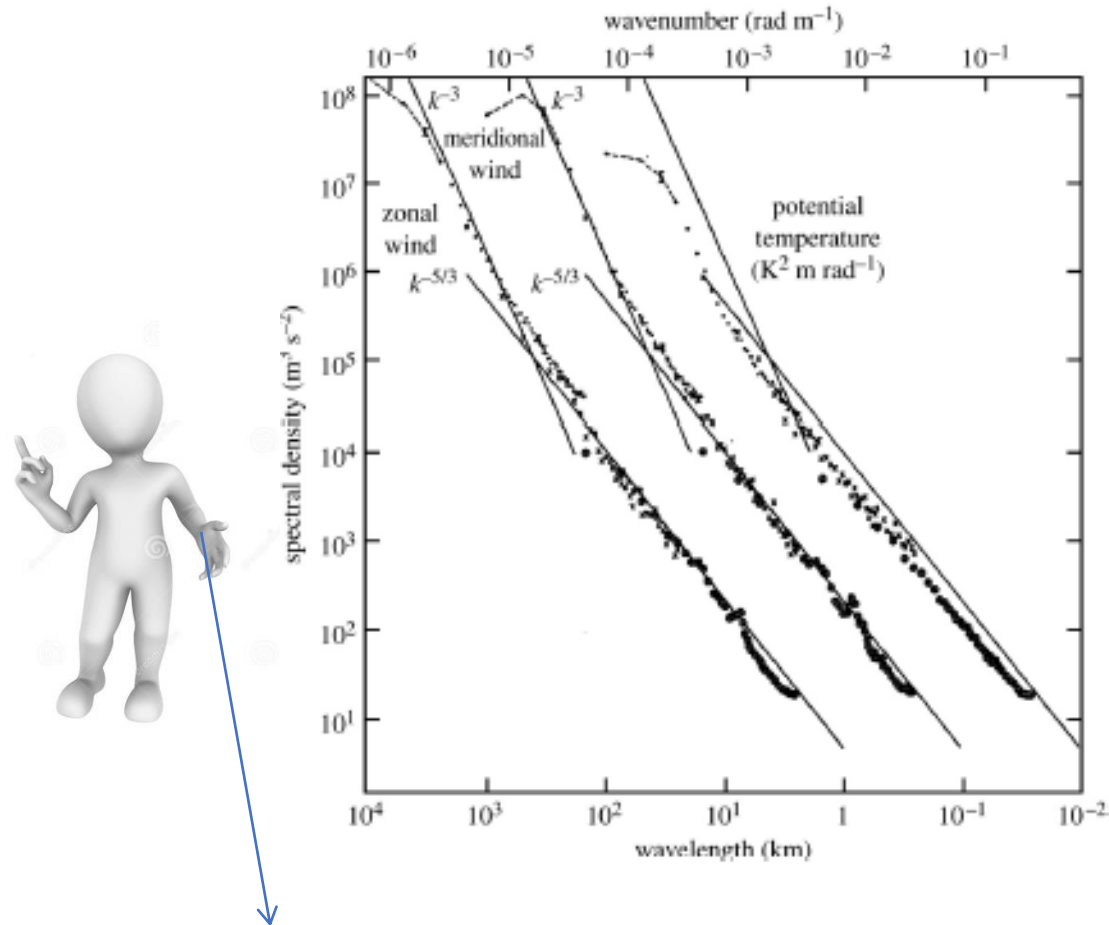 wavenumber (rad m⁻¹)
10⁻⁶ 10⁻⁵ 10⁻⁴ 10⁻³ 10⁻² 10⁻¹
10⁸
10⁷
10⁶
10⁵
10⁴
10³
10²
10¹
spectral density (m³ s⁻²)
k⁻³
k⁻³
meridional
wind
zonal
wind
k⁻⁵/³
k⁻⁵/³
potential
temperature
(K² m rad⁻¹)
10⁴ 10³ 10² 10¹ 1 10⁻¹ 10⁻²
wavelength (km)